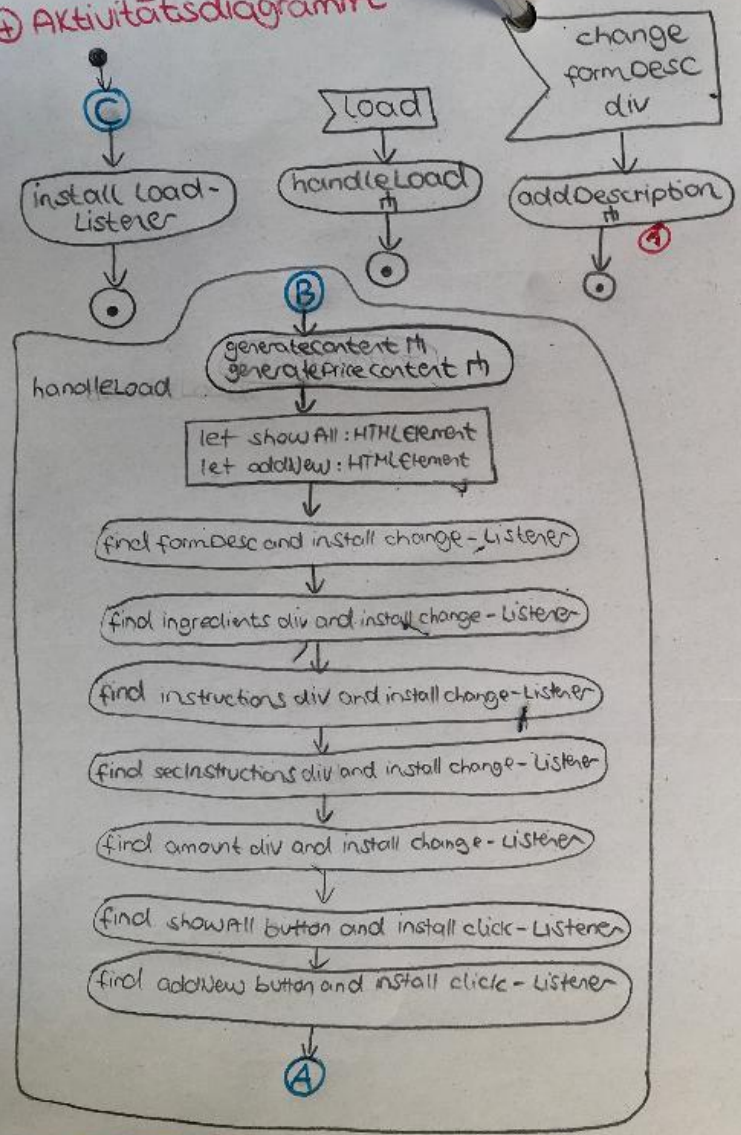 Aktivitätsdiagramm
C
install Load-
Listener
Load
handleLoad
change
formDesc
div
addDescription
A
B
handleLoad
generateContent
generatePriceContent
let showAll: HTMLElement
let addNew: HTMLElement
find formDesc and install change-Listener
find ingredients div and install change-Listener
find instructions div and install change-Listener
find secInstructions div and install change-Listener
find amount div and install change-Listener
find showAll button and install click-Listener
find addNew button and install click-Listener
A